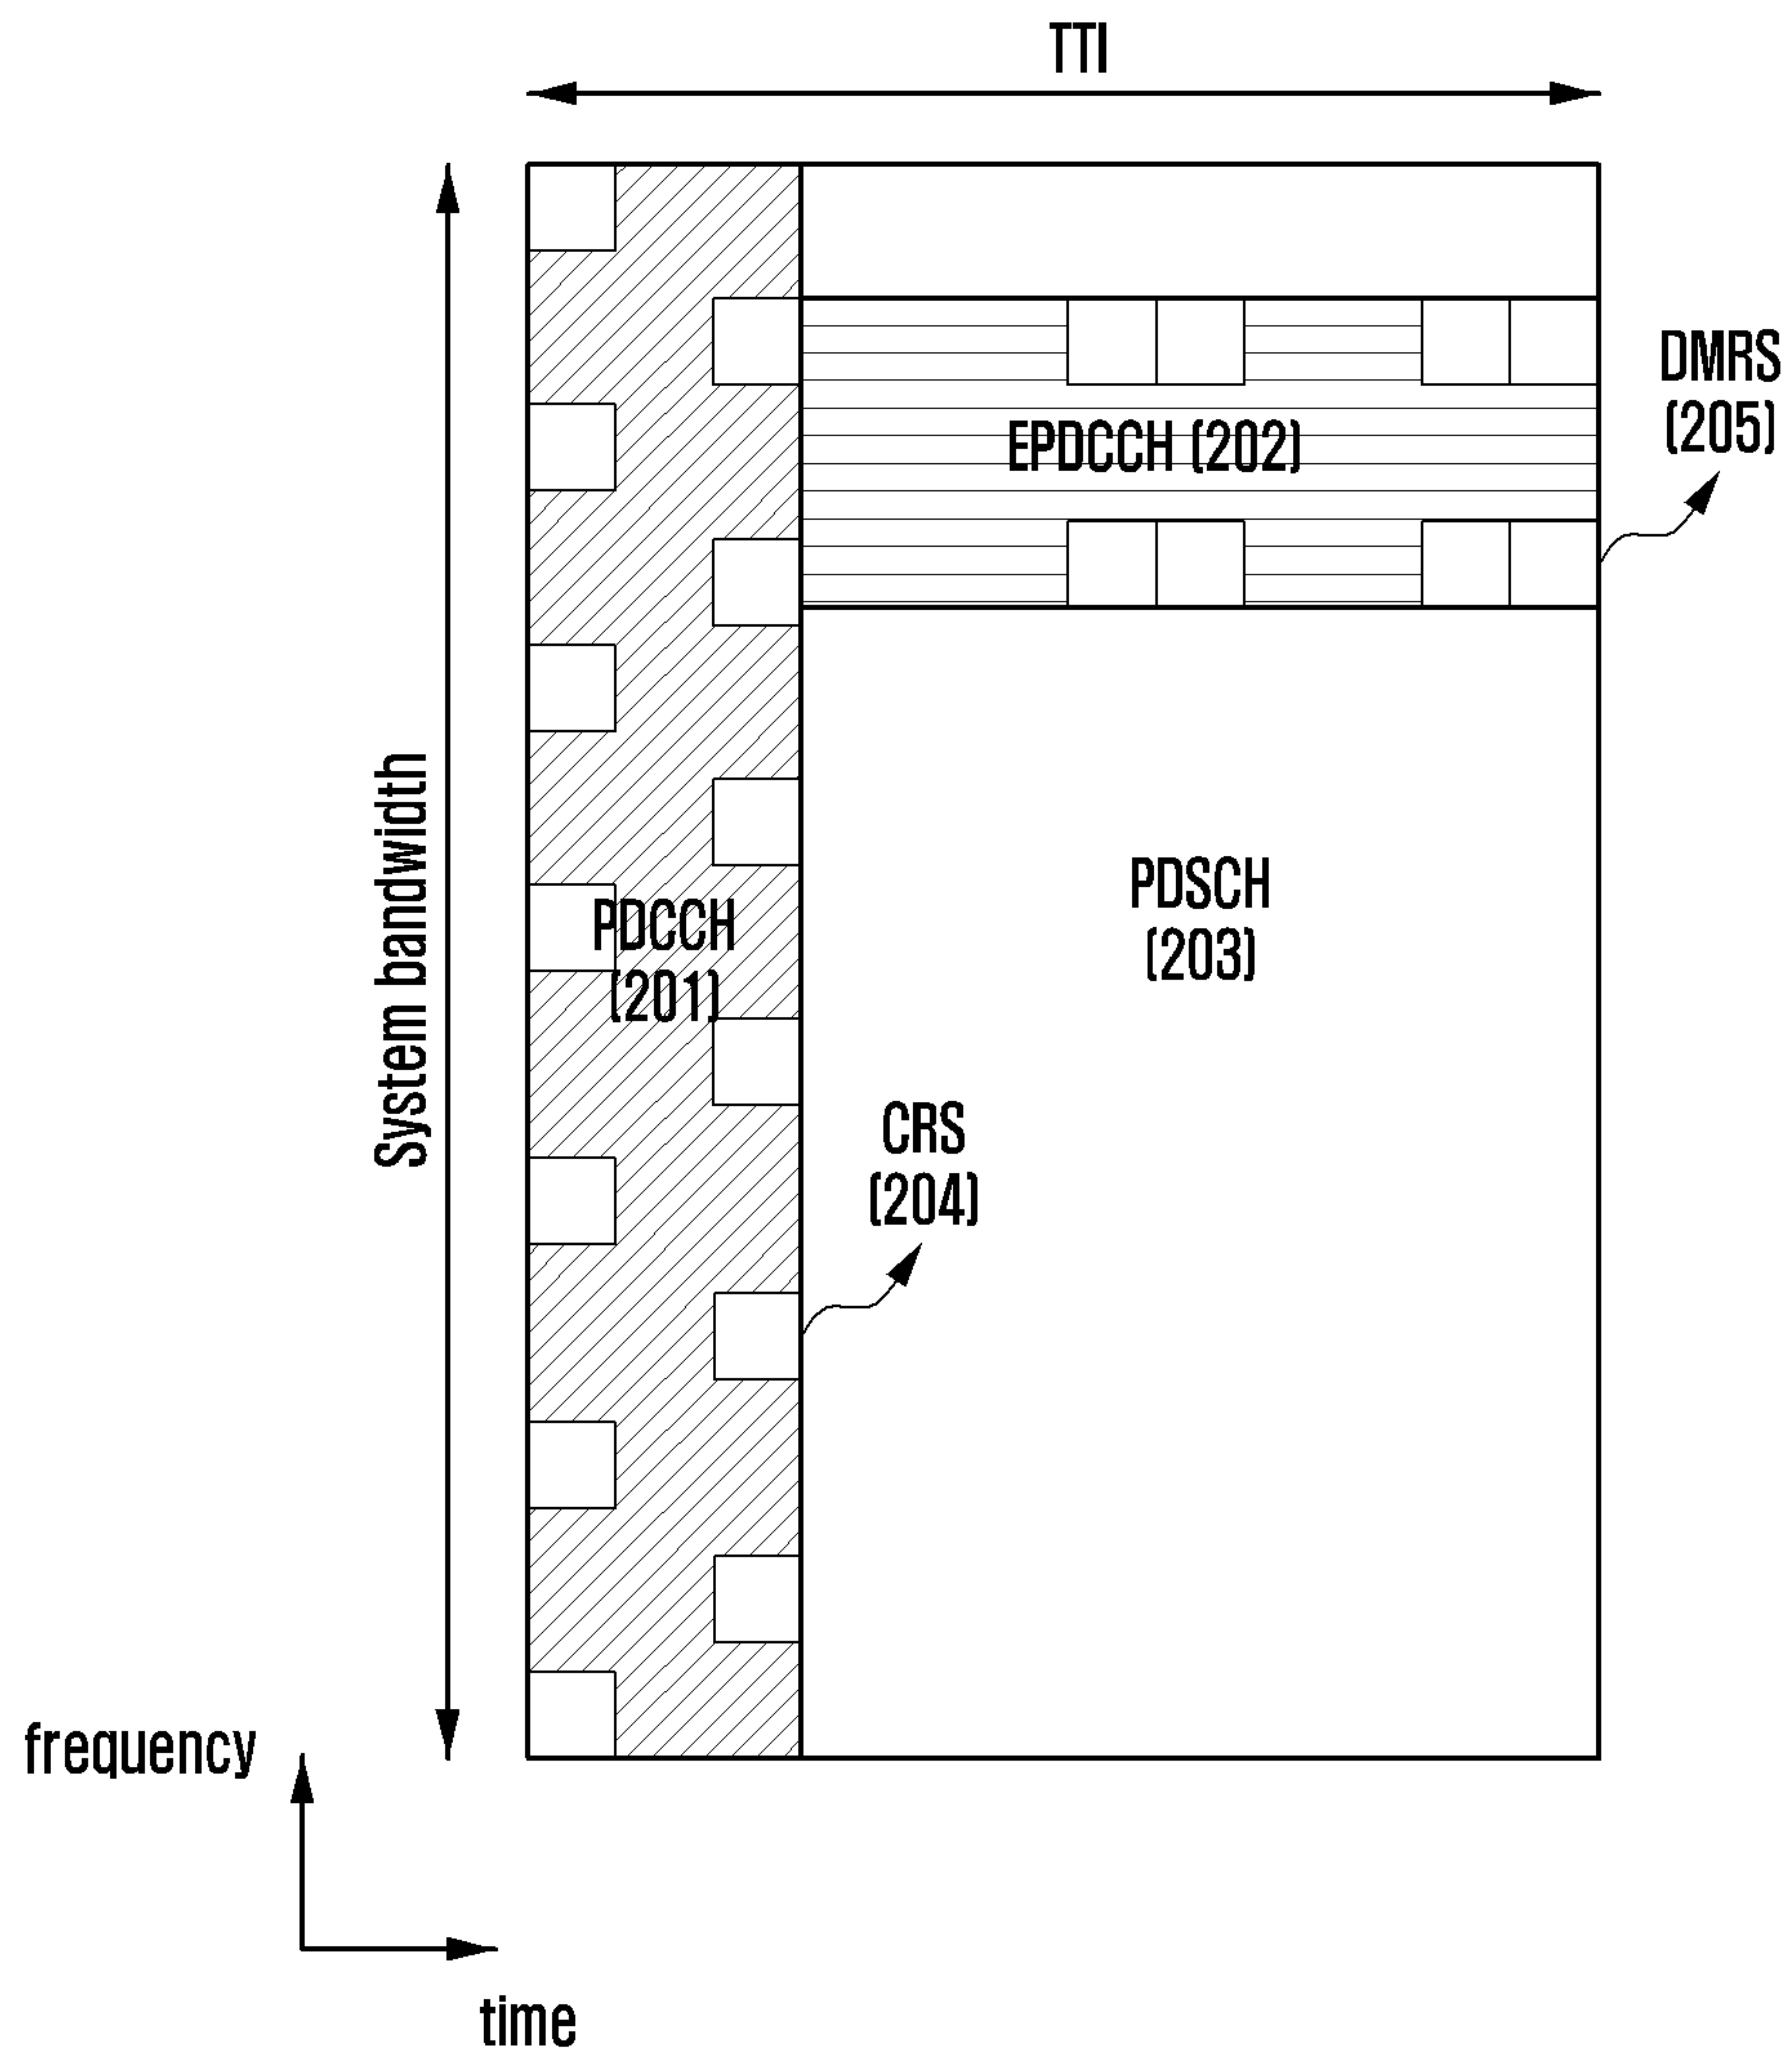 TTI
DMRS
(205)
EPDCCH (202)
System bandwidth
PDCCH
(201)
PDSCH
(203)
CRS
(204)
frequency
time